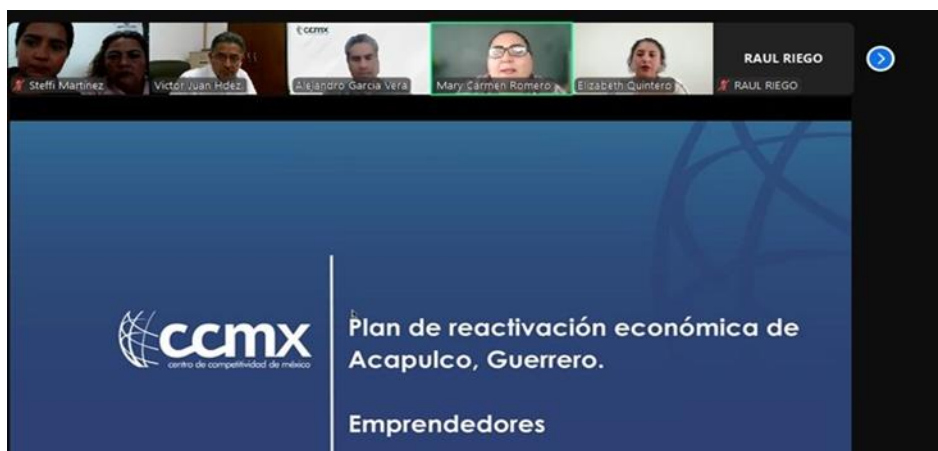 ccmx
Steffi Martínez
Victor Juan Hdez.
Alejandro Garcia Vera
Mary Carmen Romero
Elizabeth Quintero
RAUL RIEGO
RAUL RIEGO
ccmx
centro de competitividad de méxico
Plan de reactivación económica de
Acapulco, Guerrero.
Emprendedores